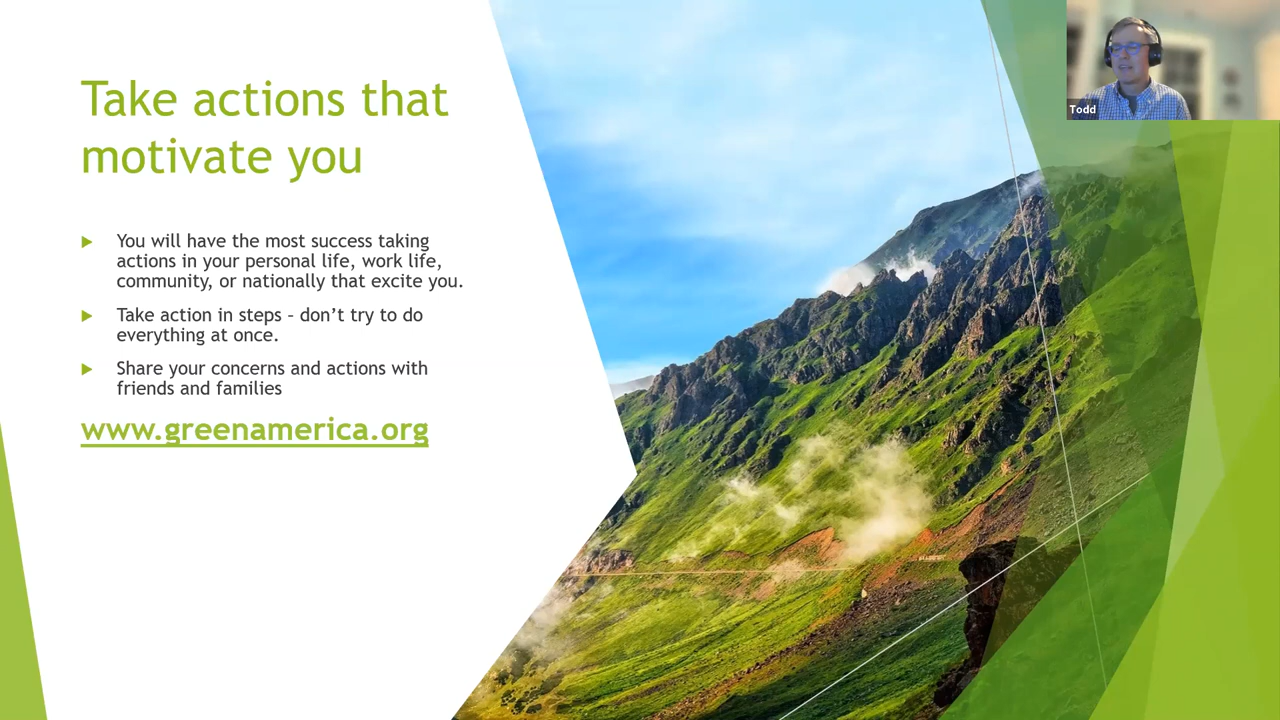 Take actions that
motivate you
You will have the most success taking
actions in your personal life, work life,
community, or nationally that excite you.
Take action in steps – don’t try to do
everything at once.
Share your concerns and actions with
friends and families
www.greenamerica.org
Todd